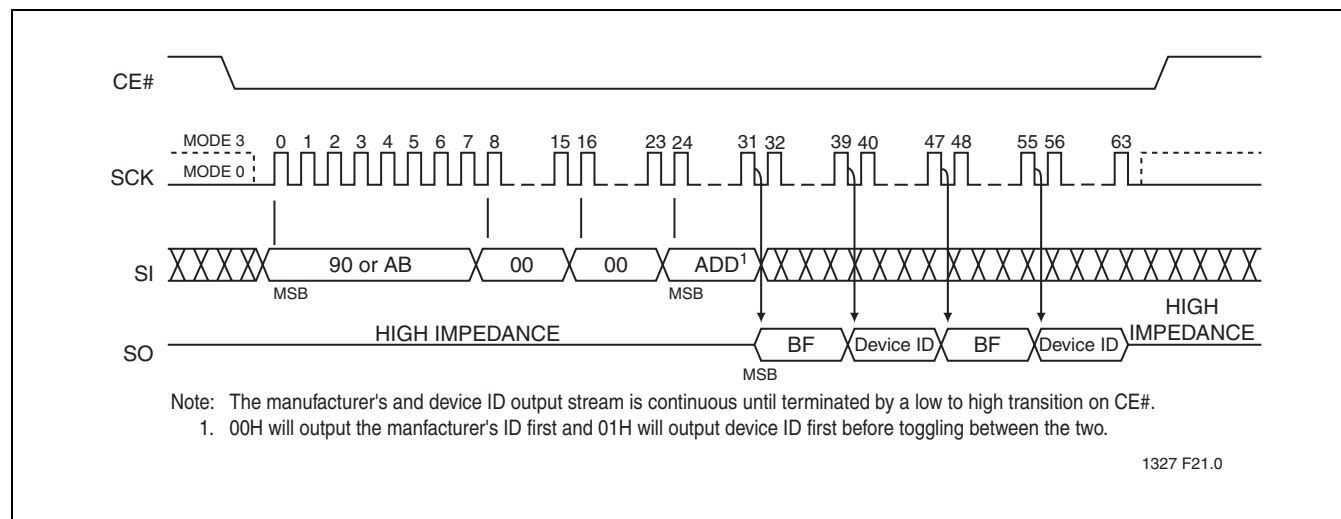 CE#
MODE 3
0 1 2 3 4 5 6 7 8 15 16 23 24 31 32 39 40 47 48 55 56 63
SCK
MODE 0
SI
90 or AB 00 00 ADD1
MSB MSB
HIGH IMPEDANCE
HIGH IMPEDANCE
SO
BF Device ID BF Device ID
MSB
Note: The manufacturer's and device ID output stream is continuous until terminated by a low to high transition on CE#.
1. 00H will output the manfacturer's ID first and 01H will output device ID first before toggling between the two.
1327 F21.0